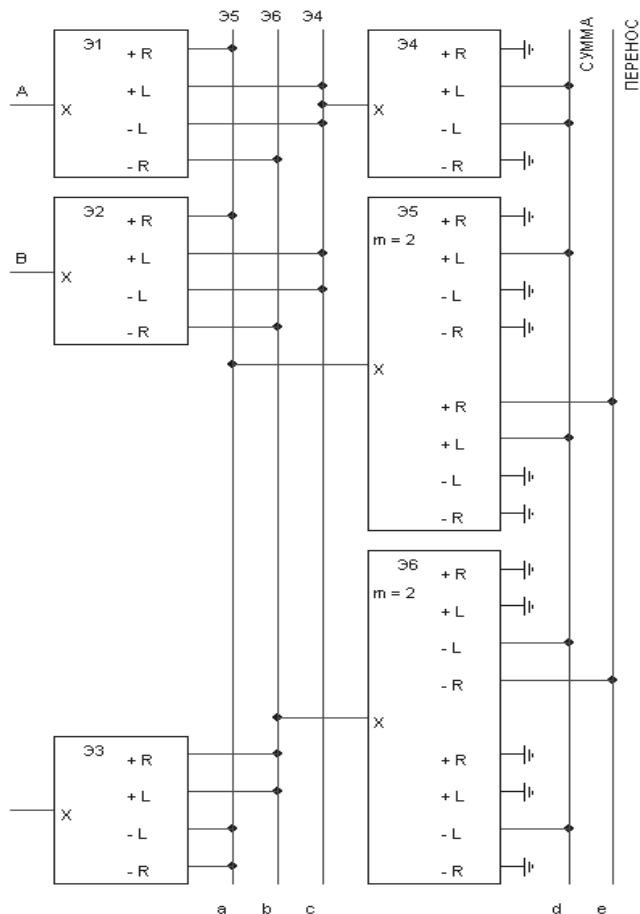 Э5 Э6 Э4
Э1
+ R
A
+ L
X
- L
- R
Э2
+ R
B
+ L
X
- L
- R
Э3
+ R
+ L
X
- L
- R
a b c
Э4
+ R
+ L
X
- L
- R
Э5
+ R
m = 2
+ L
- L
- R
X
+ R
+ L
- L
- R
Э6
+ R
m = 2
+ L
- L
- R
X
+ R
+ L
- L
- R
СУММА
ПЕРЕНОС
d e